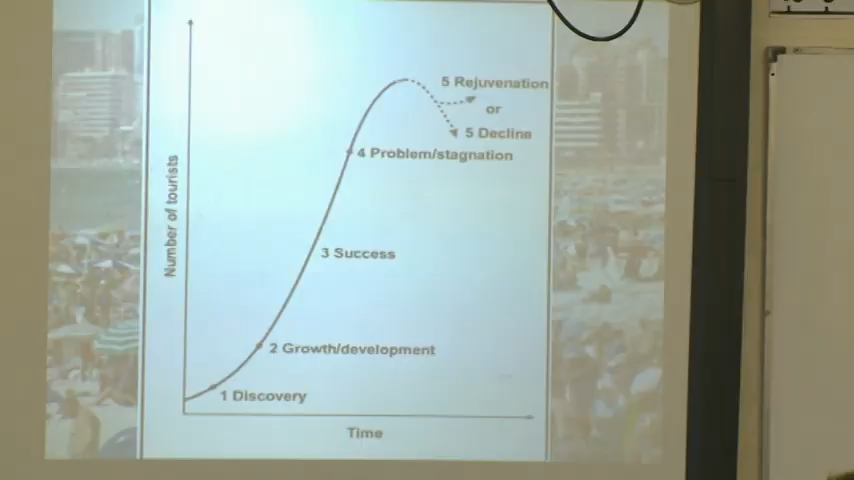 5 Rejuvenation
or
5 Decline
4 Problem/stagnation
Number of tourists
3 Success
2 Growth/development
1 Discovery
Time